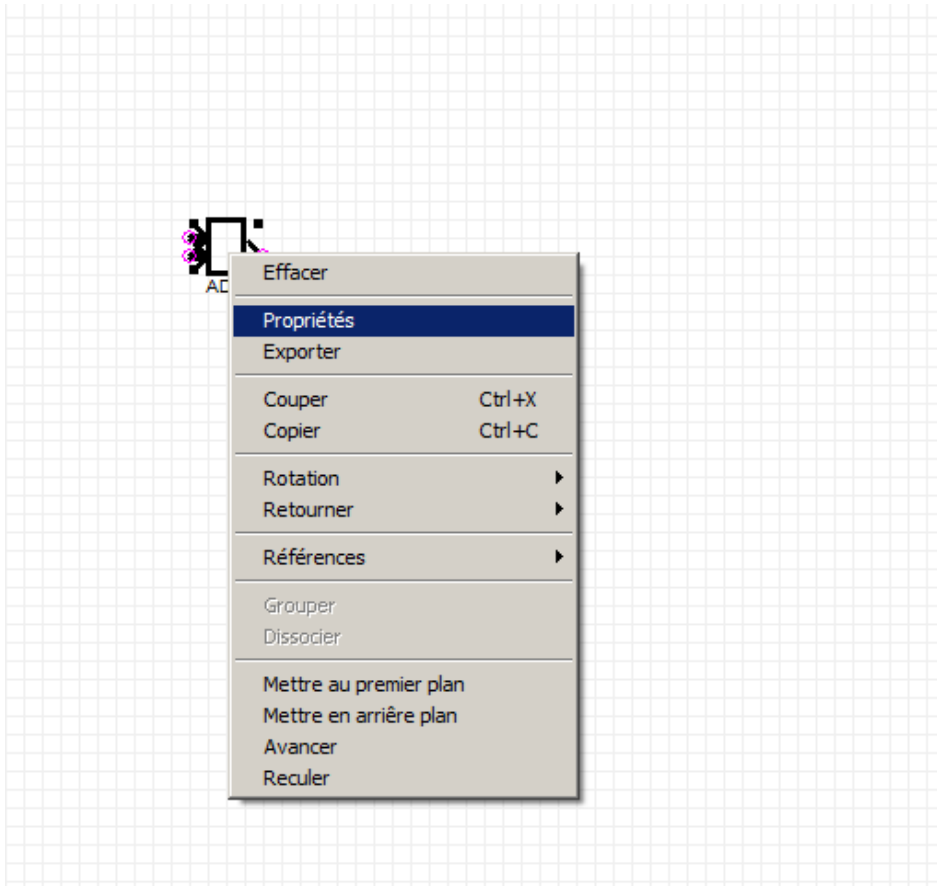 Effacer
Propriétés
Exporter
Couper Ctrl+X
Copier Ctrl+C
Rotation
Retourner
Références
Grouper
Dissocier
Mettre au premier plan
Mettre en arrière plan
Avancer
Reculer